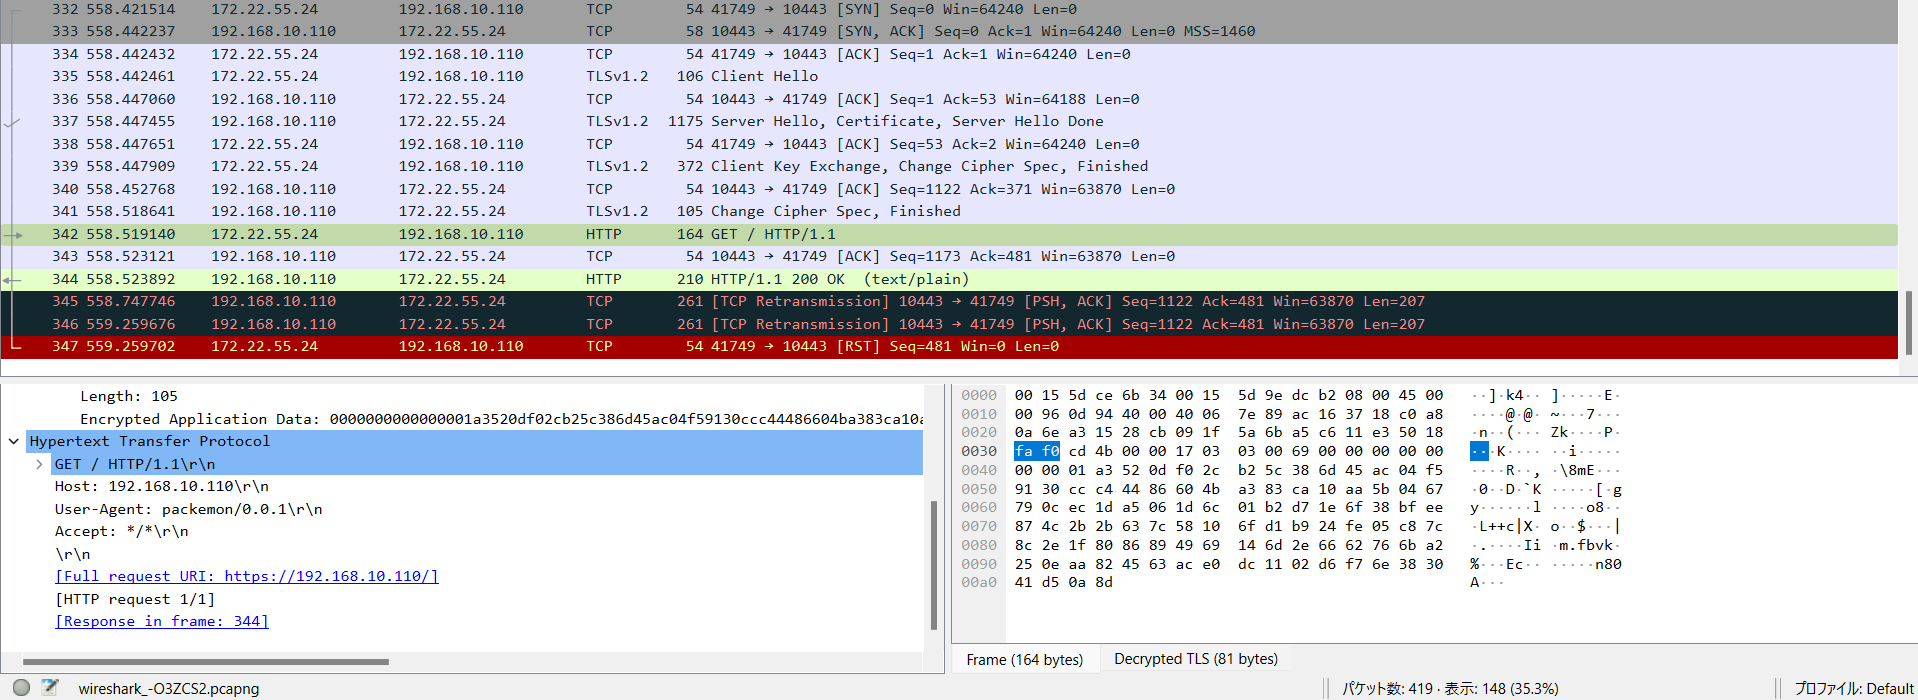 332 558.421514 172.22.55.24 192.168.10.110 TCP 54 41749 → 10443 [SYN] Seq=0 Win=64240 Len=0
333 558.442237 192.168.10.110 172.22.55.24 TCP 58 10443 → 41749 [SYN, ACK] Seq=0 Ack=1 Win=64240 Len=0 MSS=1460
334 558.442432 172.22.55.24 192.168.10.110 TCP 54 41749 → 10443 [ACK] Seq=1 Ack=1 Win=64240 Len=0
335 558.442461 172.22.55.24 192.168.10.110 TLSv1.2 106 Client Hello
336 558.447060 192.168.10.110 172.22.55.24 TCP 54 10443 → 41749 [ACK] Seq=1 Ack=53 Win=64188 Len=0
337 558.447455 192.168.10.110 172.22.55.24 TLSv1.2 1175 Server Hello, Certificate, Server Hello Done
338 558.447651 172.22.55.24 192.168.10.110 TCP 54 41749 → 10443 [ACK] Seq=53 Ack=2 Win=64240 Len=0
339 558.447909 172.22.55.24 192.168.10.110 TLSv1.2 372 Client Key Exchange, Change Cipher Spec, Finished
340 558.452768 192.168.10.110 172.22.55.24 TCP 54 10443 → 41749 [ACK] Seq=1122 Ack=371 Win=63870 Len=0
341 558.518641 192.168.10.110 172.22.55.24 TLSv1.2 105 Change Cipher Spec, Finished
342 558.519140 172.22.55.24 192.168.10.110 HTTP 164 GET / HTTP/1.1
343 558.523121 192.168.10.110 172.22.55.24 TCP 54 10443 → 41749 [ACK] Seq=1173 Ack=481 Win=63870 Len=0
344 558.523892 192.168.10.110 172.22.55.24 HTTP 210 HTTP/1.1 200 OK (text/plain)
345 558.747746 192.168.10.110 172.22.55.24 TCP 261 [TCP Retransmission] 10443 → 41749 [PSH, ACK] Seq=1122 Ack=481 Win=63870 Len=207
346 559.259676 192.168.10.110 172.22.55.24 TCP 261 [TCP Retransmission] 10443 → 41749 [PSH, ACK] Seq=1122 Ack=481 Win=63870 Len=207
347 559.259702 172.22.55.24 192.168.10.110 TCP 54 41749 → 10443 [RST] Seq=481 Win=0 Len=0
Length: 105
Encrypted Application Data: 0000000000000001a3520df02cb25c386d45ac04f59130ccc44486604ba383ca10a
Hypertext Transfer Protocol
GET / HTTP/1.1\r\n
Host: 192.168.10.110\r\n
User-Agent: packemon/0.0.1\r\n
Accept: */*\r\n
\r\n
[Full request URI: https://192.168.10.110/]
[HTTP request 1/1]
[Response in frame: 344]
0000 00 15 5d ce 6b 34 00 15 5d 9e dc b2 08 00 45 00 ··]·k4·· ]·····E·
0010 00 96 0d 94 40 00 40 06 7e 89 ac 16 37 18 c0 a8 ····@·@· ~···7···
0020 0a 6e a3 15 28 cb 09 1f 5a 6b a5 c6 11 e3 50 18 ·n··(··· Zk····P·
0030 fa f0 cd 4b 00 00 17 03 03 00 69 00 00 00 00 00 ···K···· ··i·····
0040 00 00 01 a3 52 0d f0 2c b2 5c 38 6d 45 ac 04 f5 ····R··, ·\8mE···
0050 91 30 cc c4 44 86 60 4b a3 83 ca 10 aa 5b 04 67 ·0··D·`K ·····[·g
0060 79 0c ec 1d a5 06 1d 6c 01 b2 d7 1e 6f 38 bf ee y······l ····o8··
0070 87 4c 2b 2b 63 7c 58 10 6f d1 b9 24 fe 05 c8 7c ·L++c|X· o··$···|
0080 8c 2e 1f 80 86 89 49 69 14 6d 2e 66 62 76 6b a2 ·.····Ii ·m.fbvk·
0090 25 0e aa 82 45 63 ac e0 dc 11 02 d6 f7 6e 38 30 %···Ec·· ·····n80
00a0 41 d5 0a 8d A···
Frame (164 bytes) Decrypted TLS (81 bytes)
wireshark_-O3ZCS2.pcapng パケット数: 419 · 表示: 148 (35.3%) プロファイル: Default